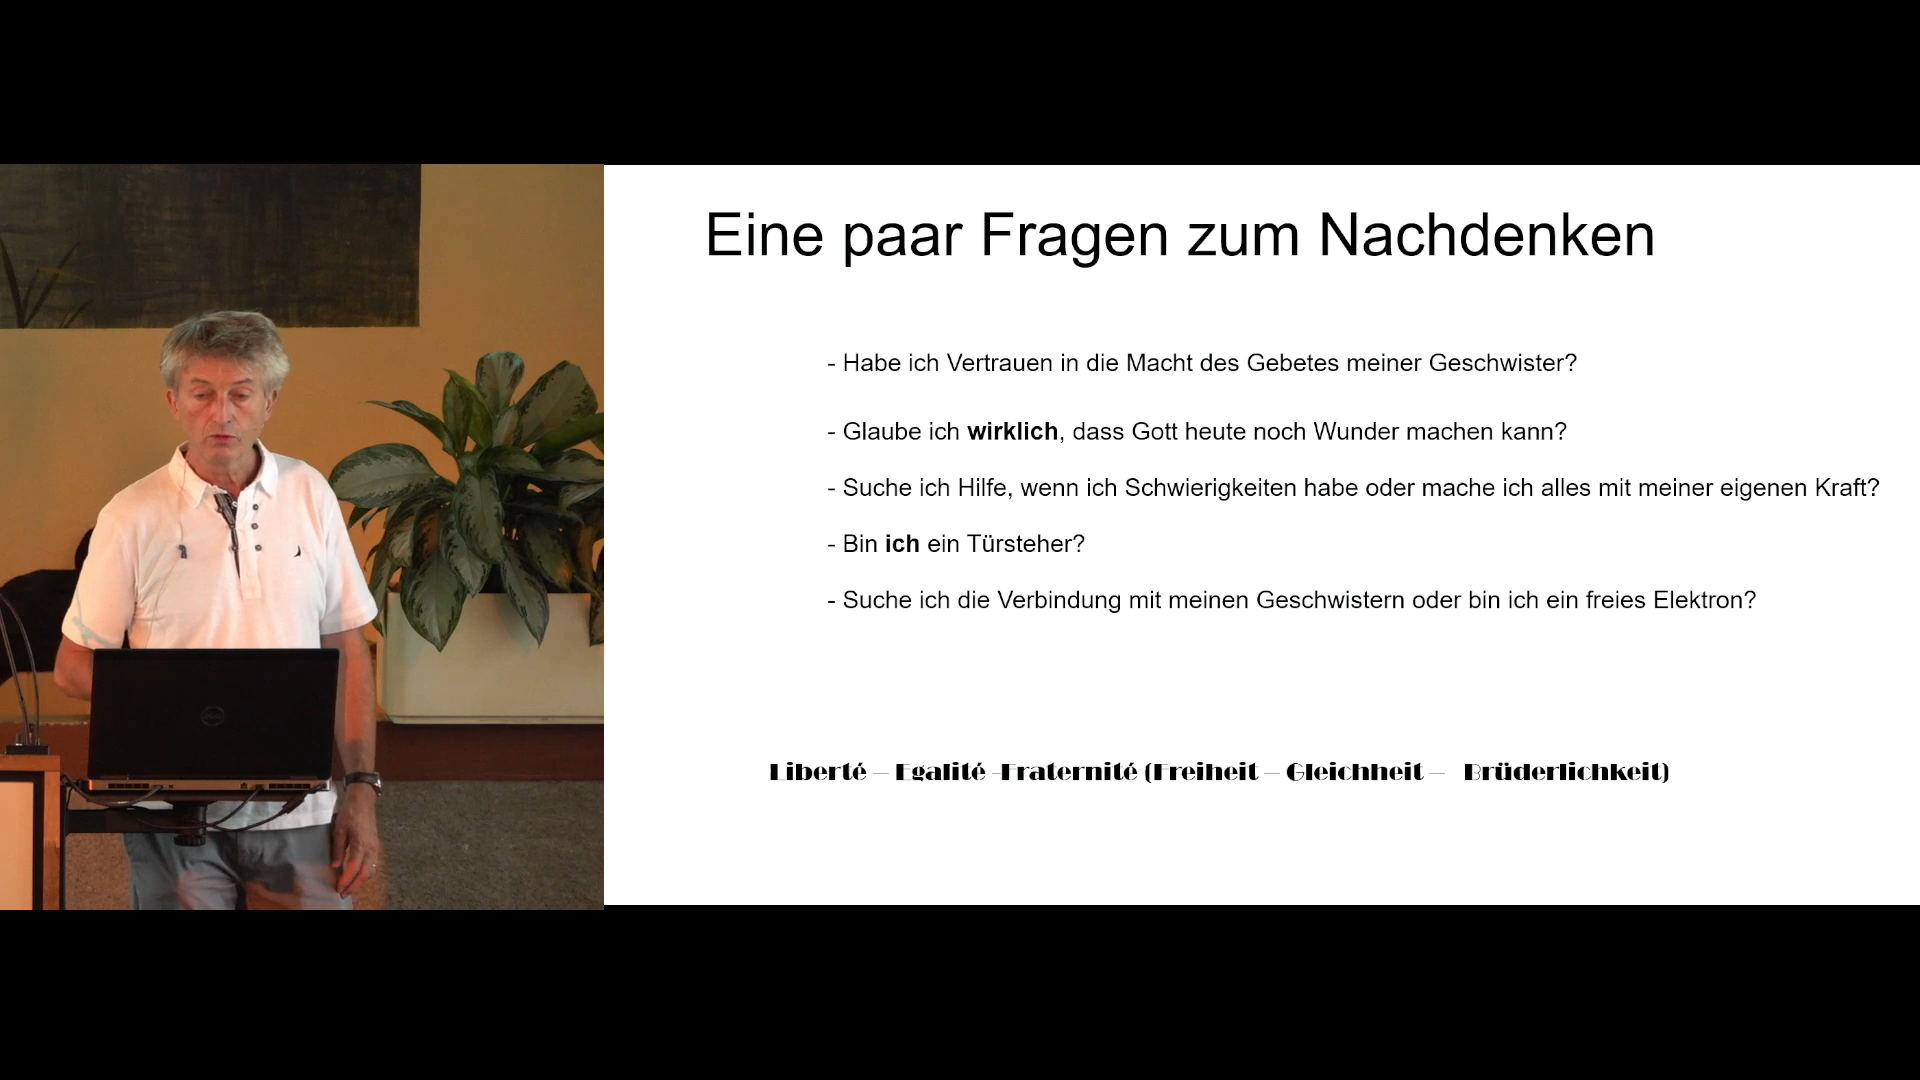 Eine paar Fragen zum Nachdenken
- Habe ich Vertrauen in die Macht des Gebetes meiner Geschwister?
- Glaube ich wirklich, dass Gott heute noch Wunder machen kann?
- Suche ich Hilfe, wenn ich Schwierigkeiten habe oder mache ich alles mit meiner eigenen Kraft?
- Bin ich ein Türsteher?
- Suche ich die Verbindung mit meinen Geschwistern oder bin ich ein freies Elektron?
Liberté – Egalité -Fraternité (Freiheit – Gleichheit – Brüderlichkeit)
DELL